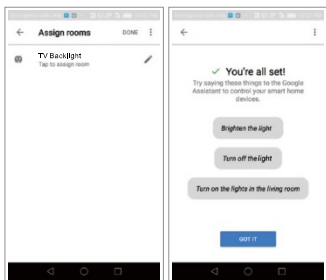 Assign rooms
DONE
TV Backlight
Tap to assign room
You're all set!
Try saying these things to the Google
Assistant to control your smart home
devices.
Brighten the light
Turn off the light
Turn on the lights in the living room
GOT IT